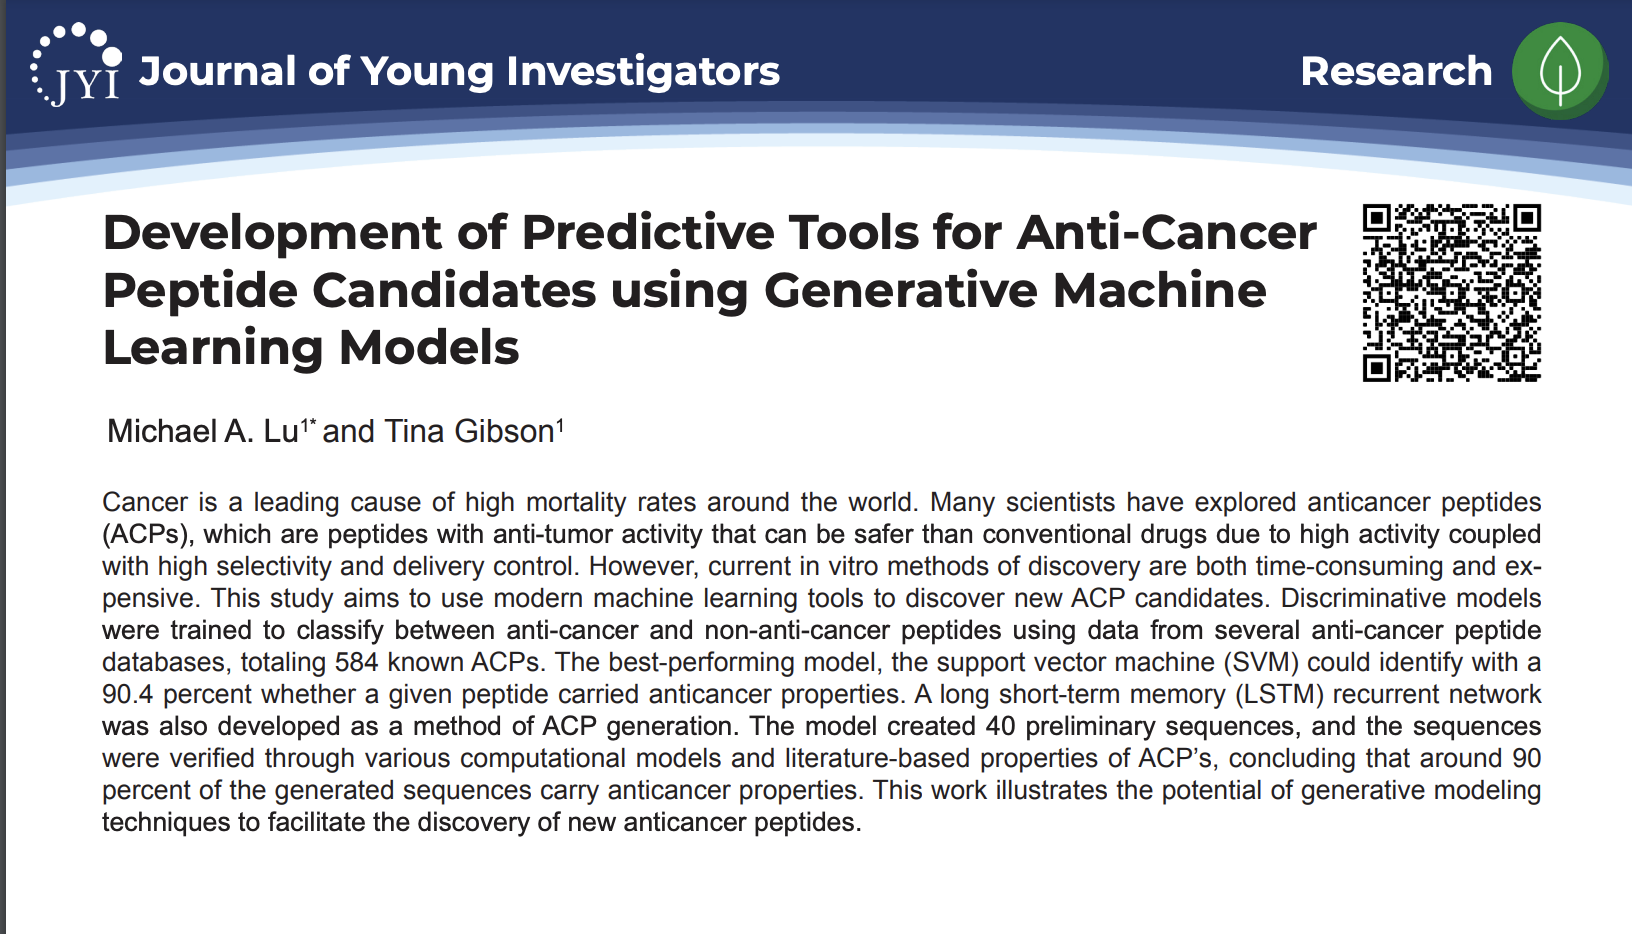 JYI Journal of Young Investigators
Research
Development of Predictive Tools for Anti-Cancer
Peptide Candidates using Generative Machine
Learning Models
Michael A. Lu¹* and Tina Gibson¹
Cancer is a leading cause of high mortality rates around the world. Many scientists have explored anticancer peptides
(ACPs), which are peptides with anti-tumor activity that can be safer than conventional drugs due to high activity coupled
with high selectivity and delivery control. However, current in vitro methods of discovery are both time-consuming and ex-
pensive. This study aims to use modern machine learning tools to discover new ACP candidates. Discriminative models
were trained to classify between anti-cancer and non-anti-cancer peptides using data from several anti-cancer peptide
databases, totaling 584 known ACPs. The best-performing model, the support vector machine (SVM) could identify with a
90.4 percent whether a given peptide carried anticancer properties. A long short-term memory (LSTM) recurrent network
was also developed as a method of ACP generation. The model created 40 preliminary sequences, and the sequences
were verified through various computational models and literature-based properties of ACP's, concluding that around 90
percent of the generated sequences carry anticancer properties. This work illustrates the potential of generative modeling
techniques to facilitate the discovery of new anticancer peptides.